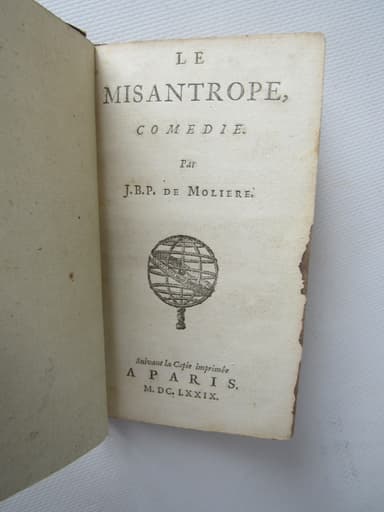 LE
MISANTROPE,
COMEDIE.
Par
J.B.P. DE MOLIERE.
Suivant la Copie imprimée
A PARIS.
M. DC. LXXIX.